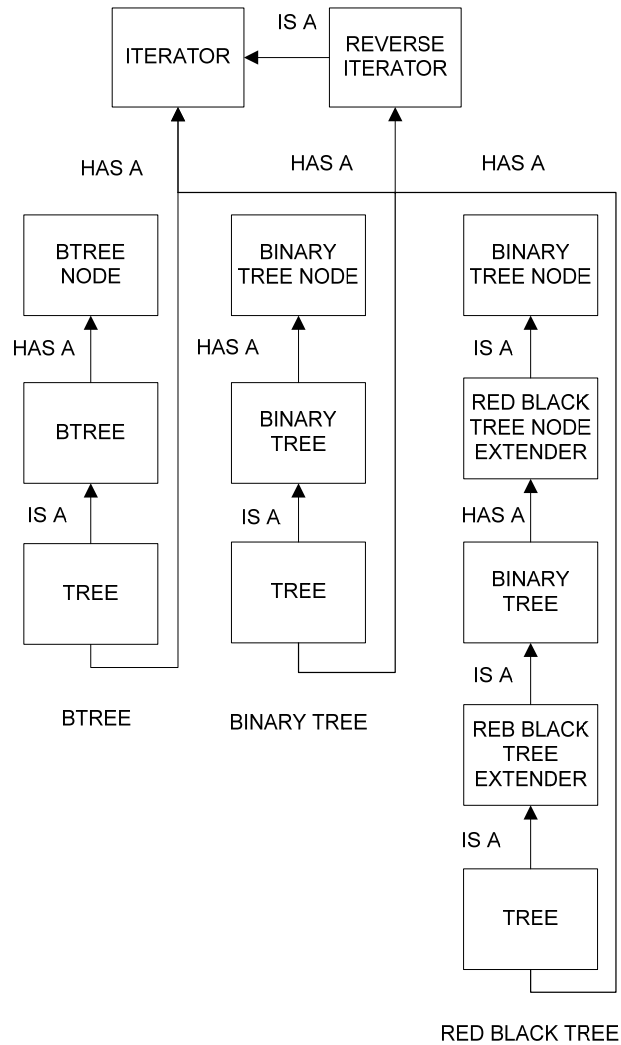 IS A
ITERATOR
REVERSE
ITERATOR
HAS A
HAS A
HAS A
BTREE
NODE
BINARY
TREE NODE
BINARY
TREE NODE
HAS A
HAS A
IS A
BTREE
BINARY
TREE
RED BLACK
TREE NODE
EXTENDER
IS A
IS A
HAS A
TREE
TREE
BINARY
TREE
IS A
BTREE
BINARY TREE
REB BLACK
TREE
EXTENDER
IS A
TREE
RED BLACK TREE